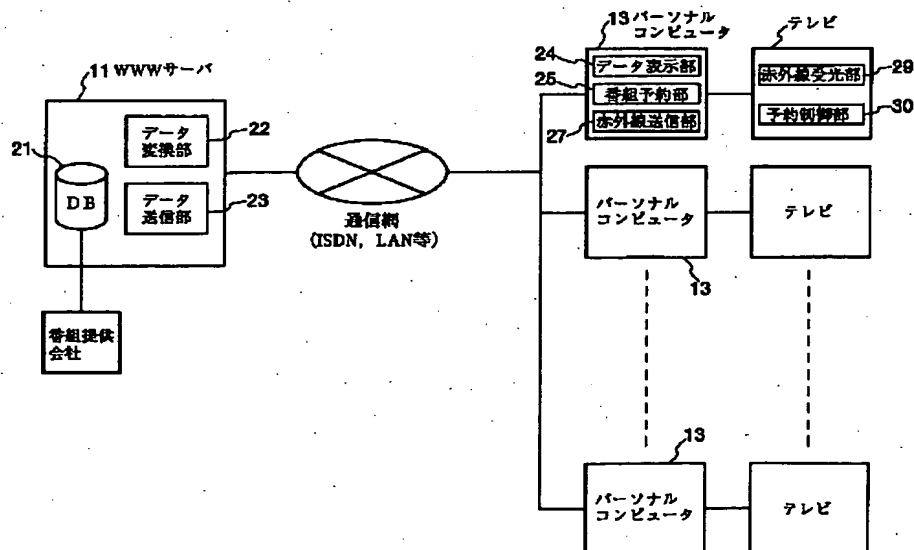 11 WWWサーバ
21
データ
変換部
22
DB
データ
送信部
23
番組提供
会社
通信網
(ISDN, LAN等)
13 パーソナル
コンピュータ
24
データ表示部
25
番組予約部
27
赤外線送信部
テレビ
赤外線受光部
29
予約制御部
30
パーソナル
コンピュータ
13
テレビ
13
パーソナル
コンピュータ
テレビ